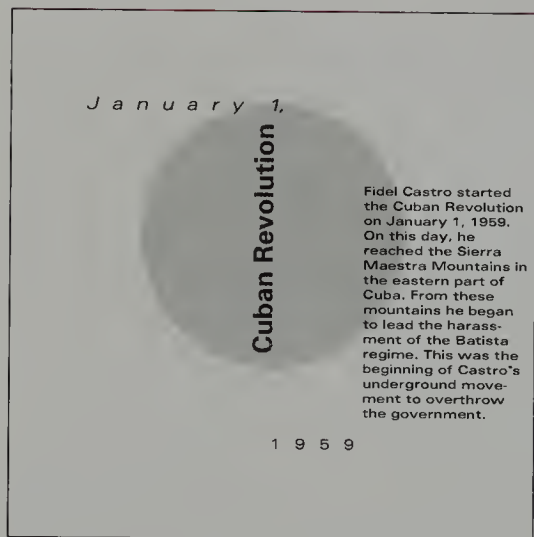 January 1,
Cuban Revolution
Fidel Castro started
the Cuban Revolution
on January 1, 1959.
On this day, he
reached the Sierra
Maestra Mountains in
the eastern part of
Cuba. From these
mountains he began
to lead the harass-
ment of the Batista
regime. This was the
beginning of Castro's
underground move-
ment to overthrow
the government.
1959